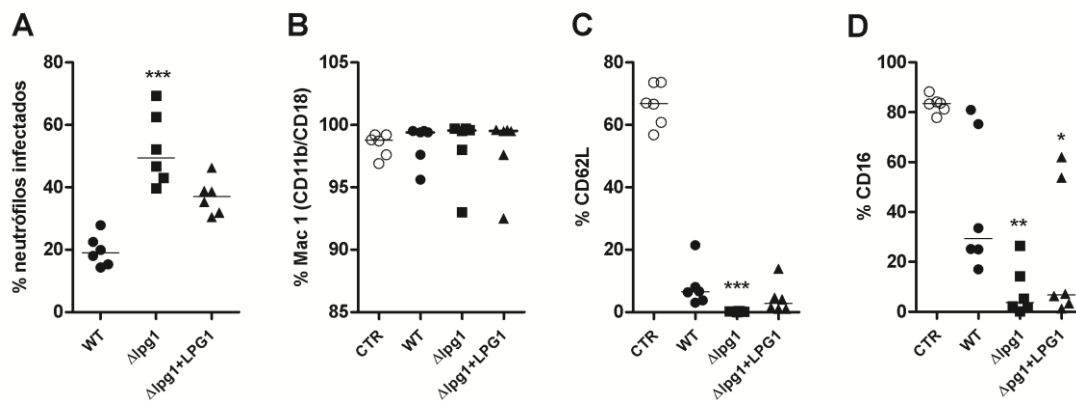 A
B
C
D
% neutrófilos infectados
80
60
40
20
0
***
WT
Δlpg1
Δlpg1+LPG1
% Mac 1 (CD11b/CD18)
105
100
95
90
85
CTR
WT
Δlpg1
Δlpg1+LPG1
% CD62L
80
60
40
20
0
***
CTR
WT
Δlpg1
Δlpg1+LPG1
% CD16
100
80
60
40
20
0
**
*
CTR
WT
Δlpg1
Δpg1+LPG1